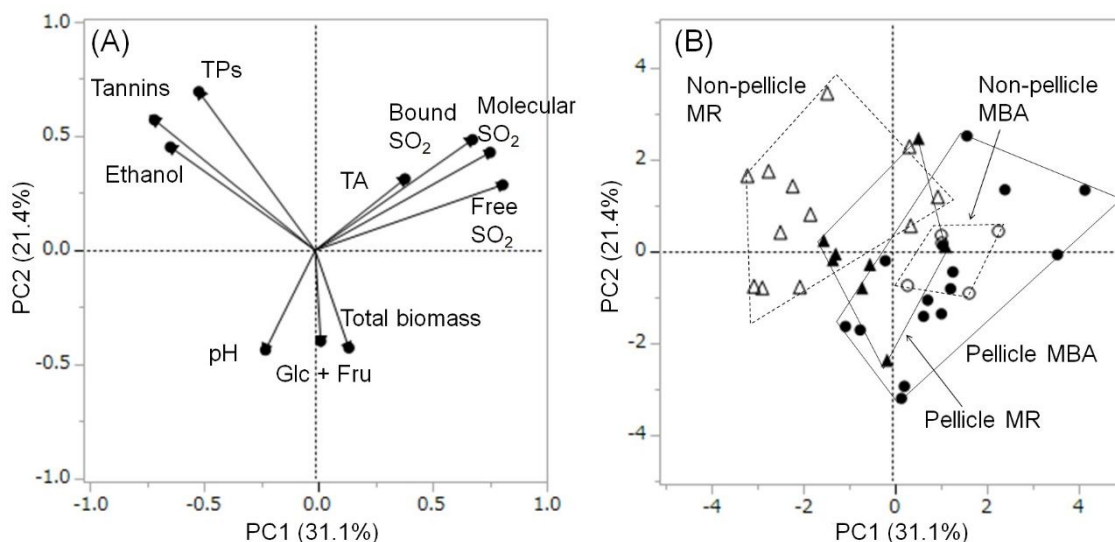 (A)
1.0
0.5
0.0
-0.5
-1.0
PC2 (21.4%)
TPs
Tannins
Ethanol
Bound
SO2
Molecular
SO2
TA
Free
SO2
Total biomass
pH
Glc + Fru
-1.0
-0.5
0.0
0.5
1.0
PC1 (31.1%)
(B)
4
2
0
-2
-4
PC2 (21.4%)
Non-pellicle
MR
Non-pellicle
MBA
Pellicle MBA
Pellicle MR
-4
-2
0
2
4
PC1 (31.1%)